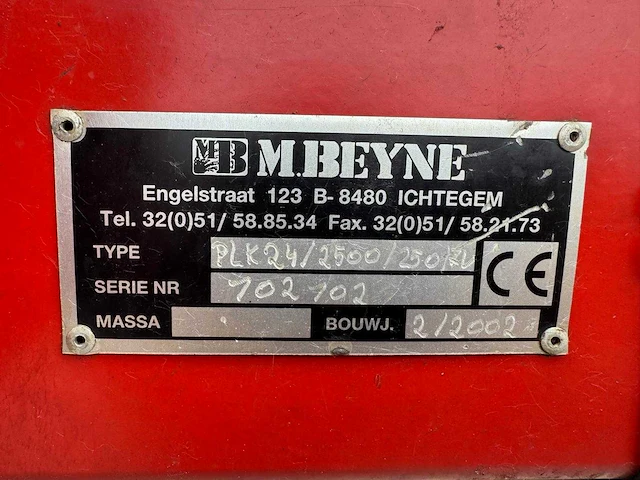 MB M.BEYNE
Engelstraat 123 B- 8480 ICHTEGEM
Tel. 32(0)51/ 58.85.34 Fax. 32(0)51/ 58.21.73
TYPE PLK24/2500/250/
SERIE NR 102102
MASSA BOUWJ. 2/2002
CE